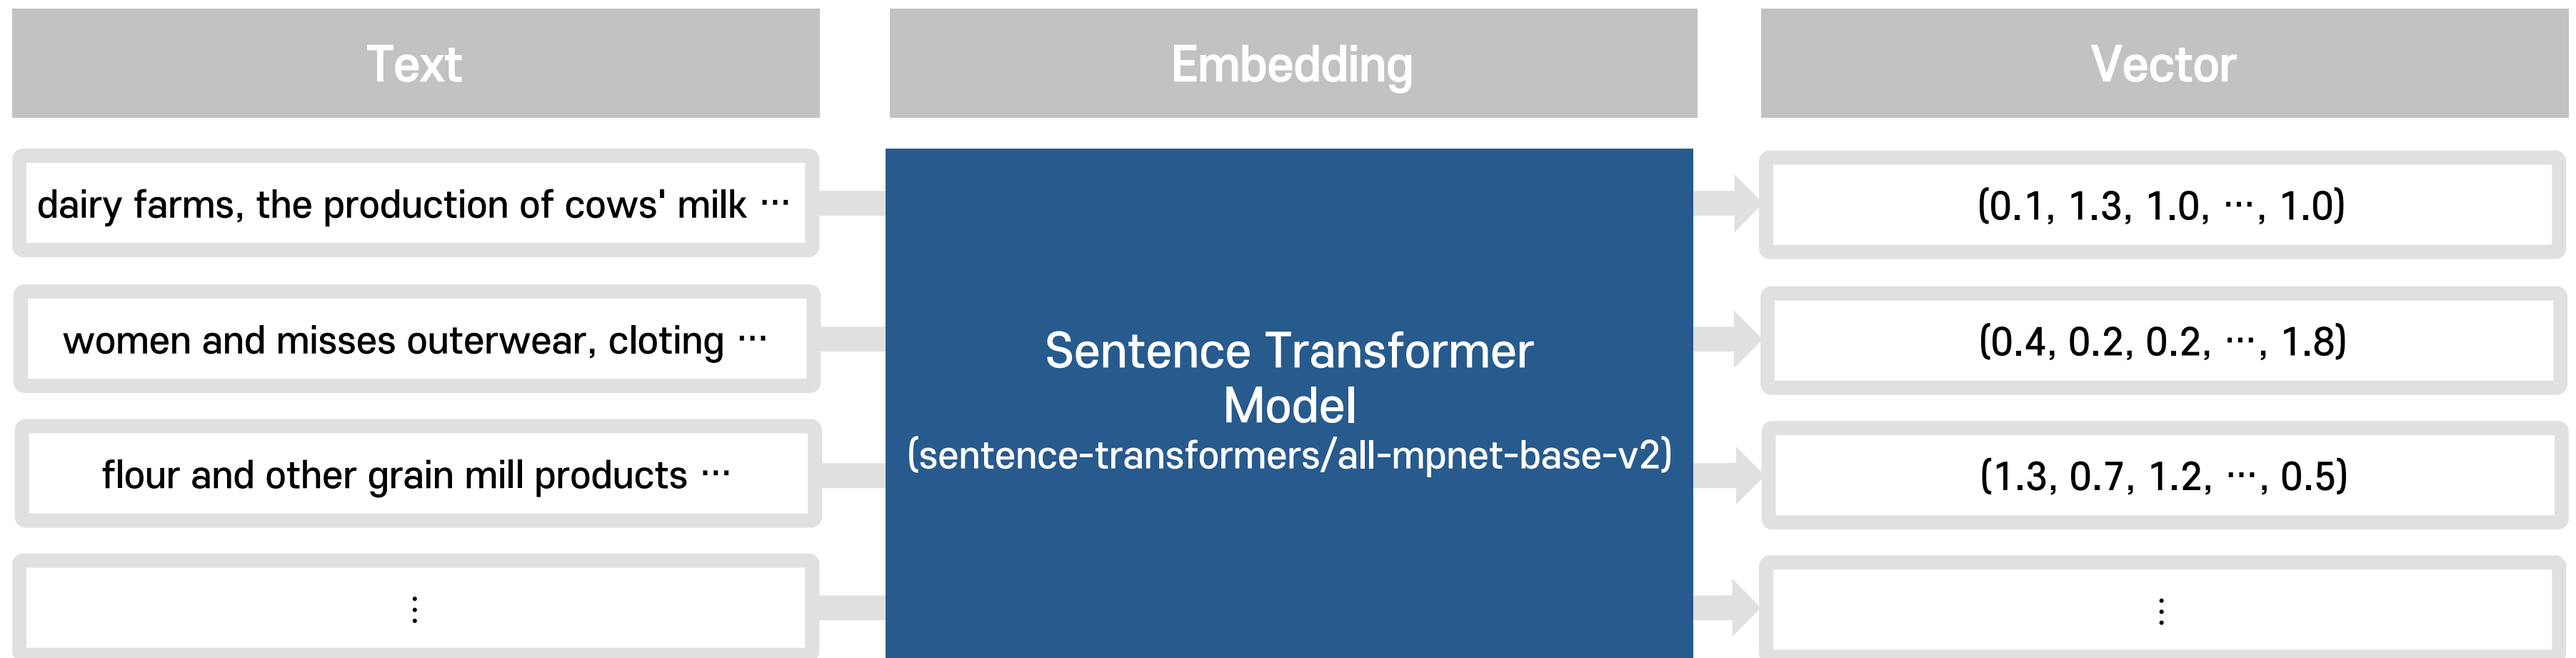 Text
Embedding
Vector
dairy farms, the production of cows' milk ⋯
(0.1, 1.3, 1.0, ⋯, 1.0)
women and misses outerwear, cloting ⋯
(0.4, 0.2, 0.2, ⋯, 1.8)
Sentence Transformer
Model
(sentence-transformers/all-mpnet-base-v2)
flour and other grain mill products ⋯
(1.3, 0.7, 1.2, ⋯, 0.5)
⋮
⋮